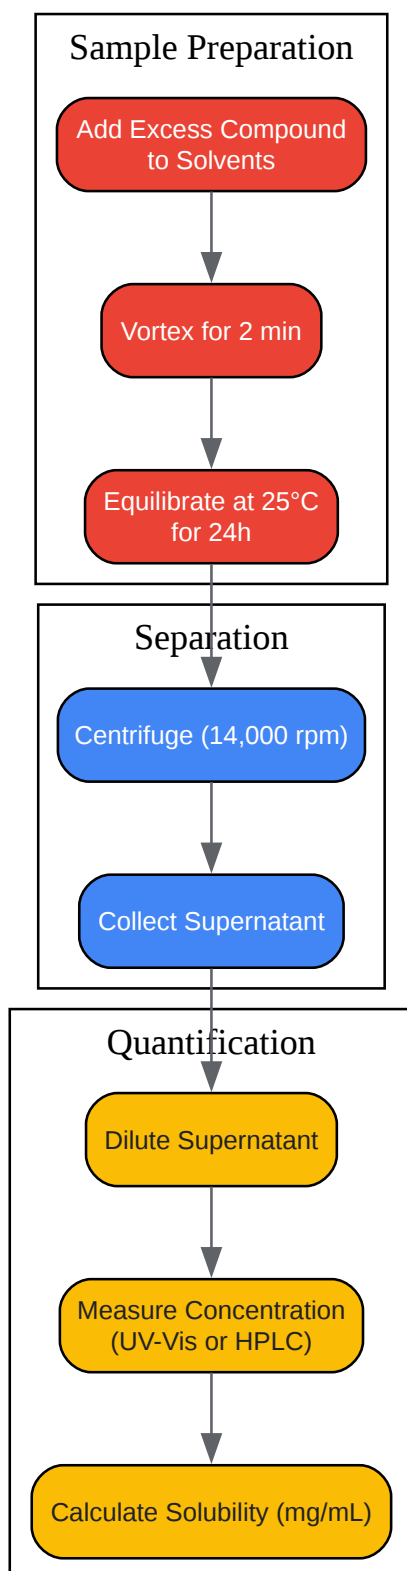 Sample Preparation
Add Excess Compound
to Solvents
Vortex for 2 min
Equilibrate at 25°C
for 24h
Separation
Centrifuge (14,000 rpm)
Collect Supernatant
Quantification
Dilute Supernatant
Measure Concentration
(UV-Vis or HPLC)
Calculate Solubility (mg/mL)